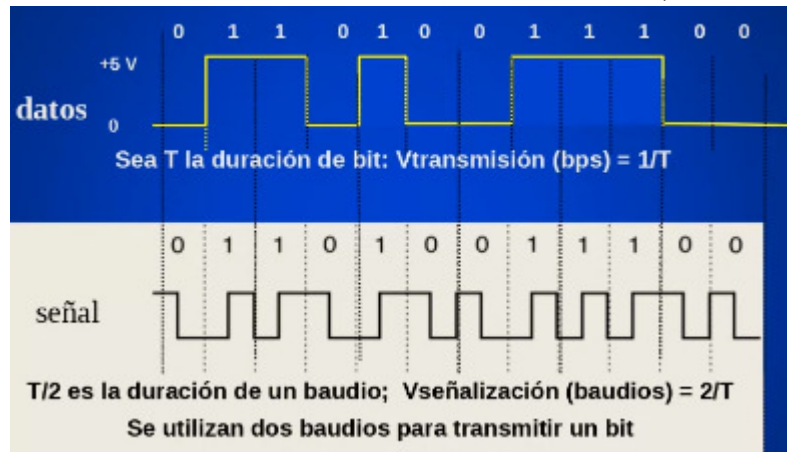 0 1 1 0 1 0 0 1 1 1 0 0
+5 V
datos
0
Sea T la duración de bit: Vtransmisión (bps) = 1/T
0 1 1 0 1 0 0 1 1 1 0 0
señal
T/2 es la duración de un baudio; Vseñalización (baudios) = 2/T
Se utilizan dos baudios para transmitir un bit